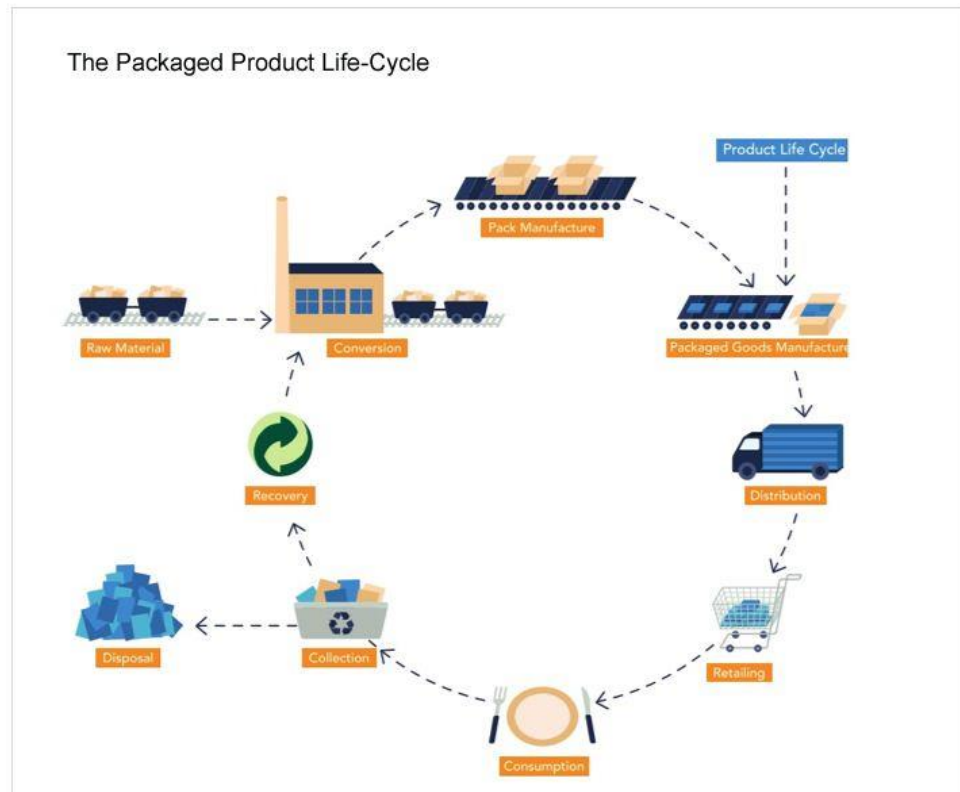 The Packaged Product Life-Cycle
Product Life Cycle
Pack Manufacture
Raw Material
Conversion
Packaged Goods Manufacture
Recovery
Distribution
Disposal
Collection
Retailing
Consumption